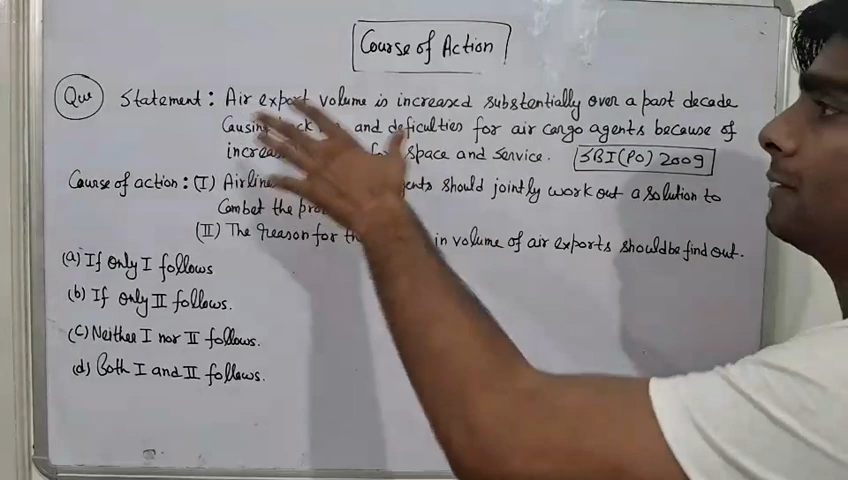 Course of Action
Que Statement: Air export volume is increased substentially over a past decade
Causing and deficulties for air cargo agents because of
space and service. SBI(PO) 2009
Course of action: (I) Airline should jointly work out a solution to
Combet the
(II) The reason for in volume of air exports should be find out.
(a) If only I follows
(b) If only II follows.
(c) Neither I nor II follows.
(d) Both I and II follows.